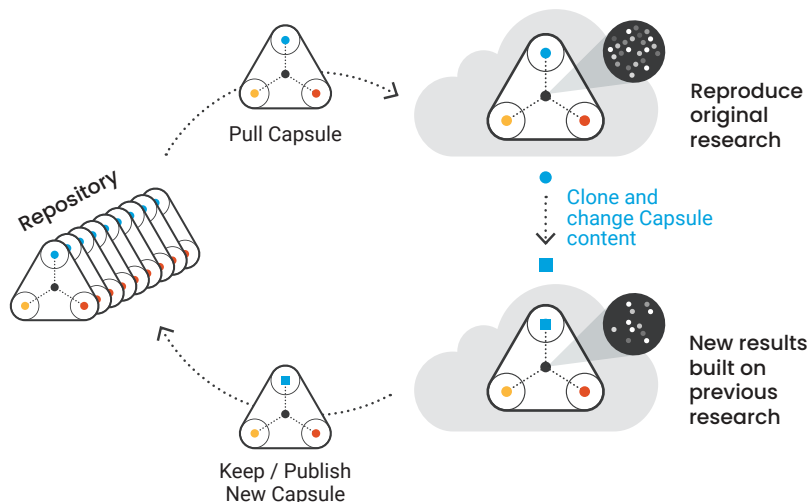 Pull Capsule
Reproduce
original
research
Repository
Clone and
change Capsule
content
New results
built on
previous
research
Keep / Publish
New Capsule